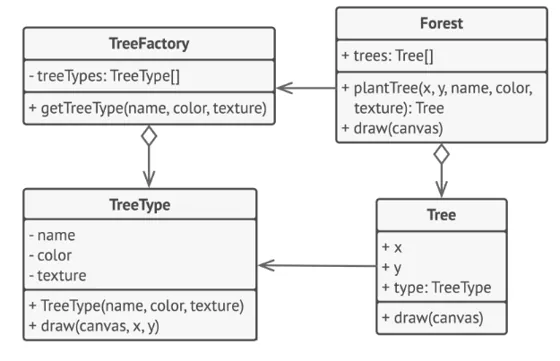 TreeFactory
- treeTypes: TreeType[]
+ getTreeType(name, color, texture)
Forest
+ trees: Tree[]
+ plantTree(x, y, name, color,
texture): Tree
+ draw(canvas)
TreeType
- name
- color
- texture
+ TreeType(name, color, texture)
+ draw(canvas, x, y)
Tree
+ x
+ y
+ type: TreeType
+ draw(canvas)